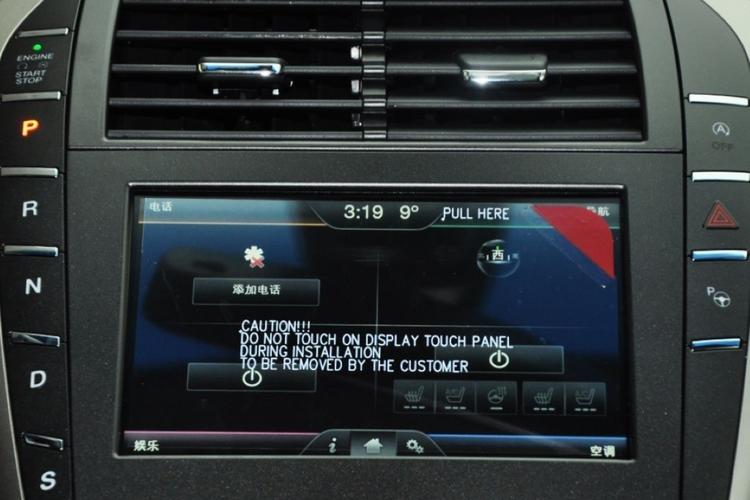 ENGINE
START
STOP
P
R
N
D
S
OFF
P
电话
3:19 9°
PULL HERE
导航
西
添加电话
CAUTION!!!
DO NOT TOUCH ON DISPLAY TOUCH PANEL
DURING INSTALLATION
TO BE REMOVED BY THE CUSTOMER
娱乐
i
空调